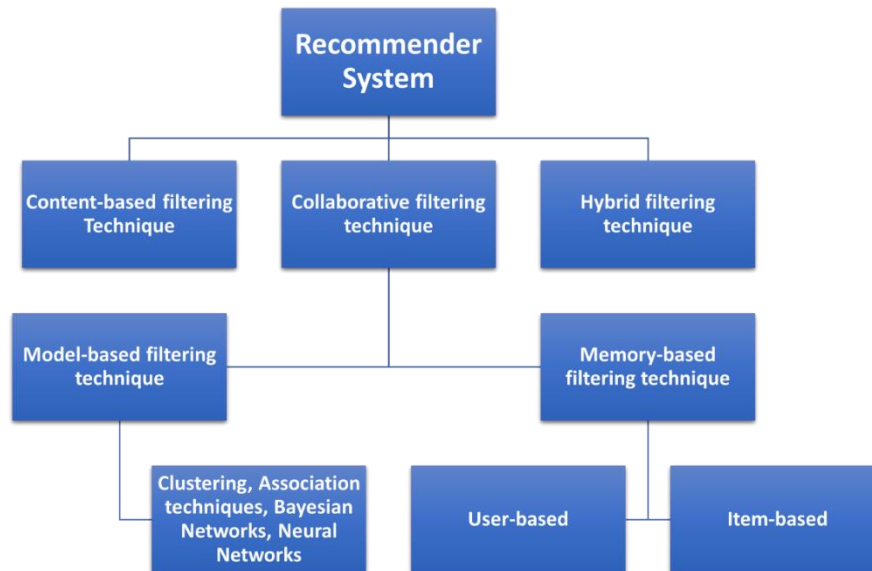 Recommender
System
Content-based filtering
Technique
Collaborative filtering
technique
Hybrid filtering
technique
Model-based filtering
technique
Memory-based
filtering technique
Clustering, Association
techniques, Bayesian
Networks, Neural
Networks
User-based
Item-based